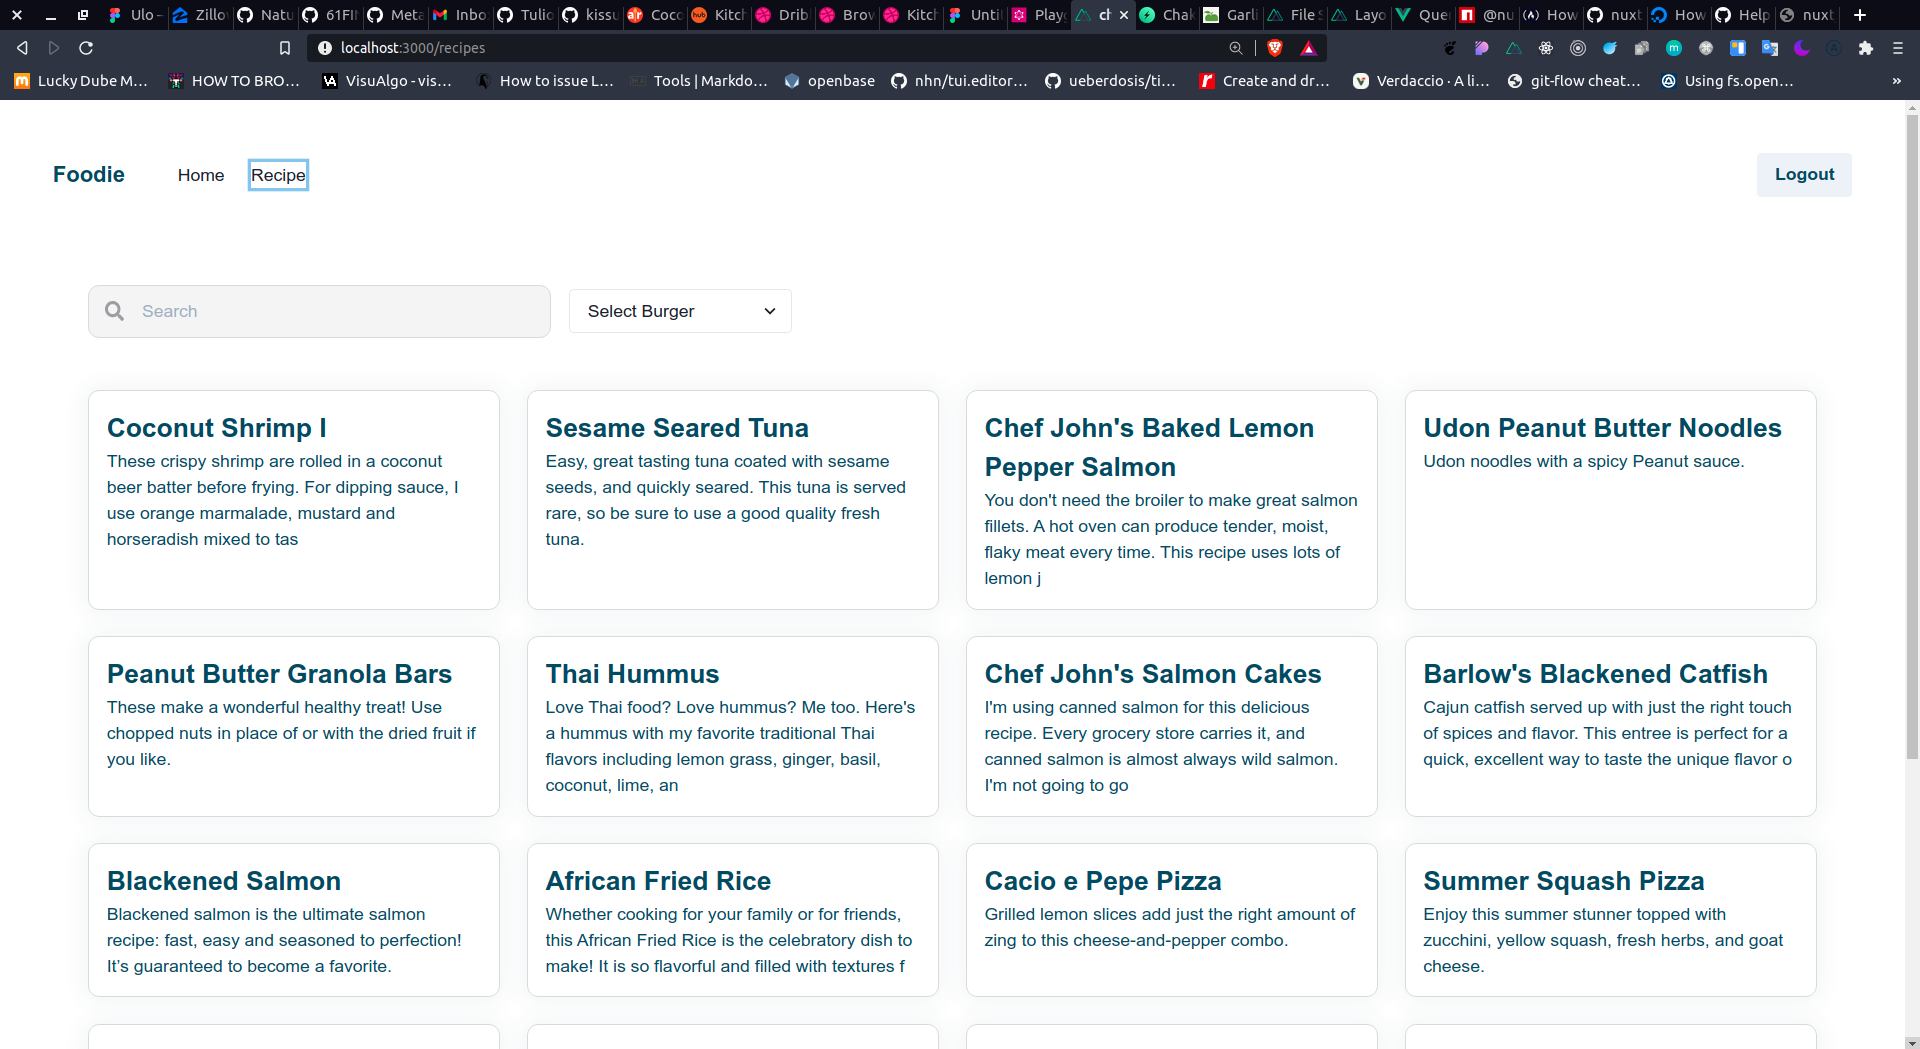 Ulo
Zillo
Natu
61FI
Meta
Inbo
Tulio
kissu
Coco
Kitch
Drib
Brov
Kitch
Unti
Play
ch
Chak
Garli
File S
Layo
Quer
@nu
How
nuxt
How
Help
nuxt
localhost:3000/recipes
Lucky Dube M...
HOW TO BRO...
VisuAlgo - vis...
How to issue L...
Tools | Markdo...
openbase
nhn/tui.editor...
ueberdosis/ti...
Create and dr...
Verdaccio · A li...
git-flow cheat...
Using fs.open...
»
Foodie
Home
Recipe
Logout
Search
Select Burger
Coconut Shrimp I
These crispy shrimp are rolled in a coconut
beer batter before frying. For dipping sauce, I
use orange marmalade, mustard and
horseradish mixed to tas
Sesame Seared Tuna
Easy, great tasting tuna coated with sesame
seeds, and quickly seared. This tuna is served
rare, so be sure to use a good quality fresh
tuna.
Chef John's Baked Lemon
Pepper Salmon
You don't need the broiler to make great salmon
fillets. A hot oven can produce tender, moist,
flaky meat every time. This recipe uses lots of
lemon j
Udon Peanut Butter Noodles
Udon noodles with a spicy Peanut sauce.
Peanut Butter Granola Bars
These make a wonderful healthy treat! Use
chopped nuts in place of or with the dried fruit if
you like.
Thai Hummus
Love Thai food? Love hummus? Me too. Here's
a hummus with my favorite traditional Thai
flavors including lemon grass, ginger, basil,
coconut, lime, an
Chef John's Salmon Cakes
I'm using canned salmon for this delicious
recipe. Every grocery store carries it, and
canned salmon is almost always wild salmon.
I'm not going to go
Barlow's Blackened Catfish
Cajun catfish served up with just the right touch
of spices and flavor. This entree is perfect for a
quick, excellent way to taste the unique flavor o
Blackened Salmon
Blackened salmon is the ultimate salmon
recipe: fast, easy and seasoned to perfection!
It’s guaranteed to become a favorite.
African Fried Rice
Whether cooking for your family or for friends,
this African Fried Rice is the celebratory dish to
make! It is so flavorful and filled with textures f
Cacio e Pepe Pizza
Grilled lemon slices add just the right amount of
zing to this cheese-and-pepper combo.
Summer Squash Pizza
Enjoy this summer stunner topped with
zucchini, yellow squash, fresh herbs, and goat
cheese.